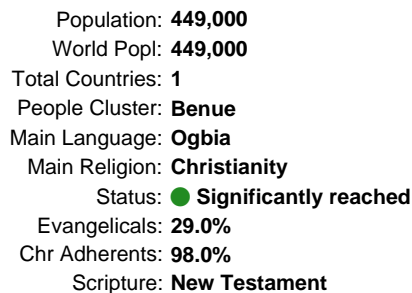 Population: 449,000
World Popl: 449,000
Total Countries: 1
People Cluster: Benue
Main Language: Ogbia
Main Religion: Christianity
Status: Significantly reached
Evangelicals: 29.0%
Chr Adherents: 98.0%
Scripture: New Testament